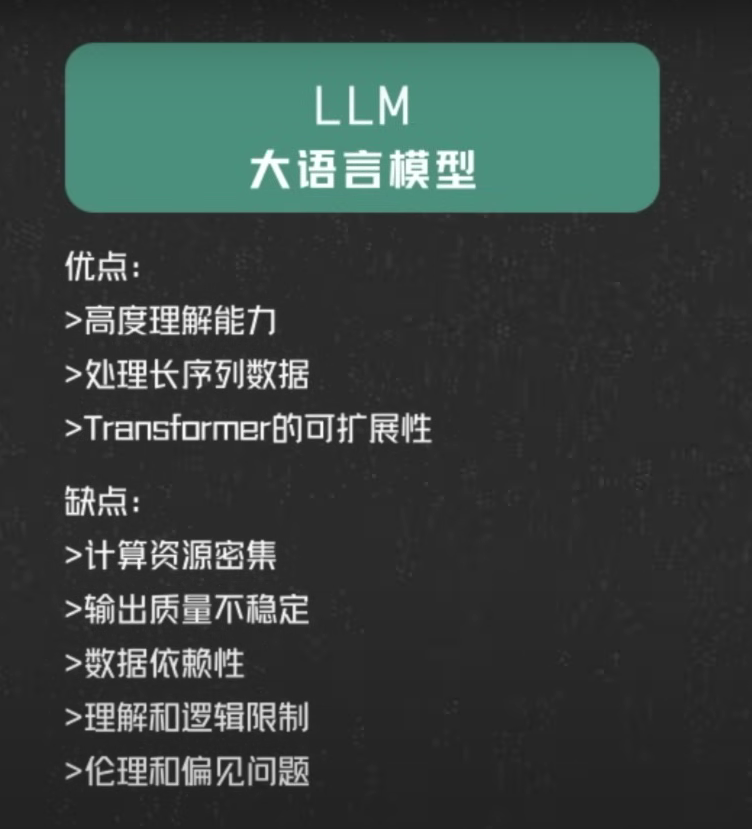 LLM
大语言模型
优点：
>高度理解能力
>处理长序列数据
>Transformer的可扩展性
缺点：
>计算资源密集
>输出质量不稳定
>数据依赖性
>理解和逻辑限制
>伦理和偏见问题